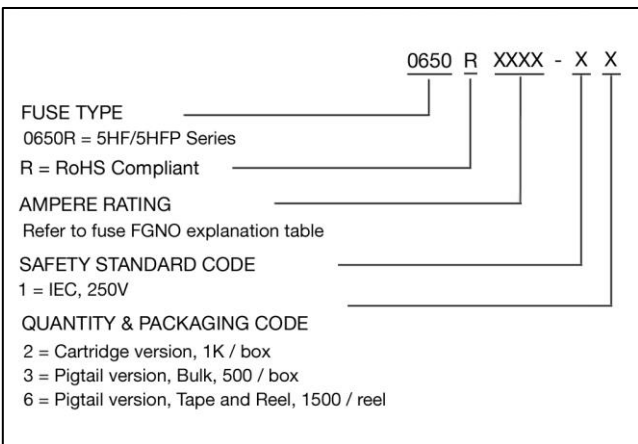 0650 R XXXX - X X
FUSE TYPE
0650R = 5HF/5HFP Series
R = RoHS Compliant
AMPERE RATING
Refer to fuse FGNO explanation table
SAFETY STANDARD CODE
1 = IEC, 250V
QUANTITY & PACKAGING CODE
2 = Cartridge version, 1K / box
3 = Pigtail version, Bulk, 500 / box
6 = Pigtail version, Tape and Reel, 1500 / reel